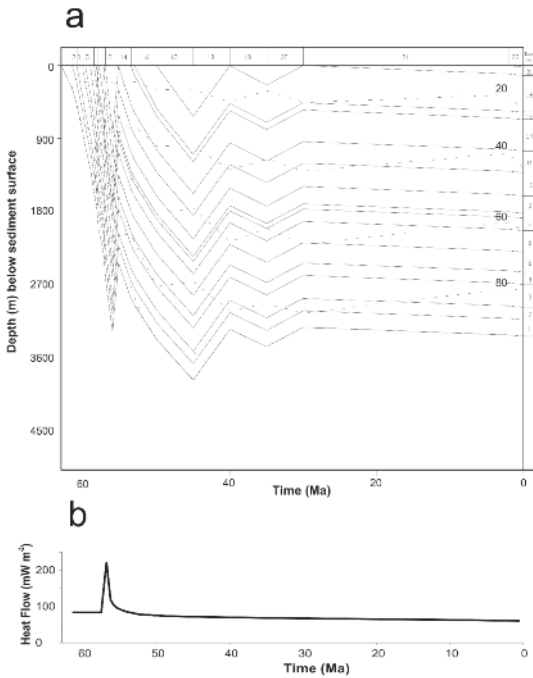 a
0
900
1800
2700
3600
4500
Depth (m) below sediment surface
20
40
60
80
60 40 20 0
Time (Ma)
b
200
100
0
Heat Flow (mW m⁻²)
60 50 40 30 20 10 0
Time (Ma)